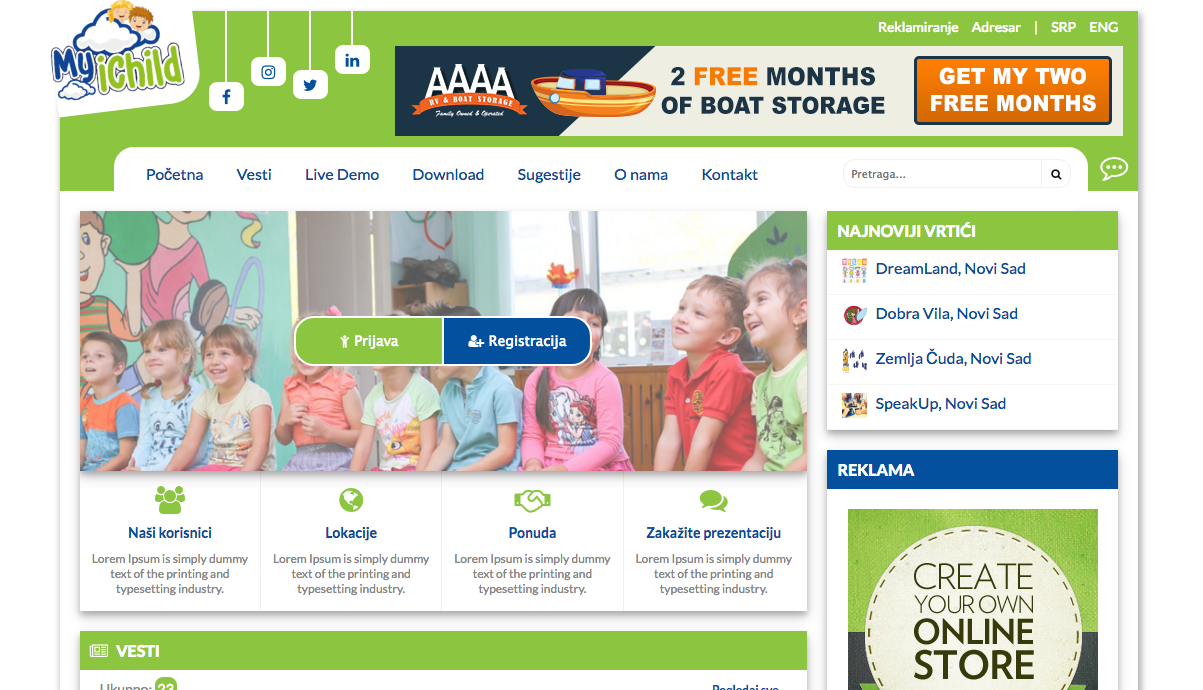 My iChild
Reklamiranje Adresar | SRP ENG
AAAA
RV & BOAT STORAGE
Family Owned & Operated
2 FREE MONTHS
OF BOAT STORAGE
GET MY TWO
FREE MONTHS
Početna Vesti Live Demo Download Sugestije O nama Kontakt
Pretraga...
Prijava
Registracija
Naši korisnici
Lorem Ipsum is simply dummy
text of the printing and
typesetting industry.
Lokacije
Lorem Ipsum is simply dummy
text of the printing and
typesetting industry.
Ponuda
Lorem Ipsum is simply dummy
text of the printing and
typesetting industry.
Zakažite prezentaciju
Lorem Ipsum is simply dummy
text of the printing and
typesetting industry.
VESTI
Ukupno: 23
Pogledaj sve
NAJNOVIJI VRTIĆI
DreamLand, Novi Sad
Dobra Vila, Novi Sad
Zemlja Čuda, Novi Sad
SpeakUp, Novi Sad
REKLAMA
CREATE
YOUR OWN
ONLINE
STORE